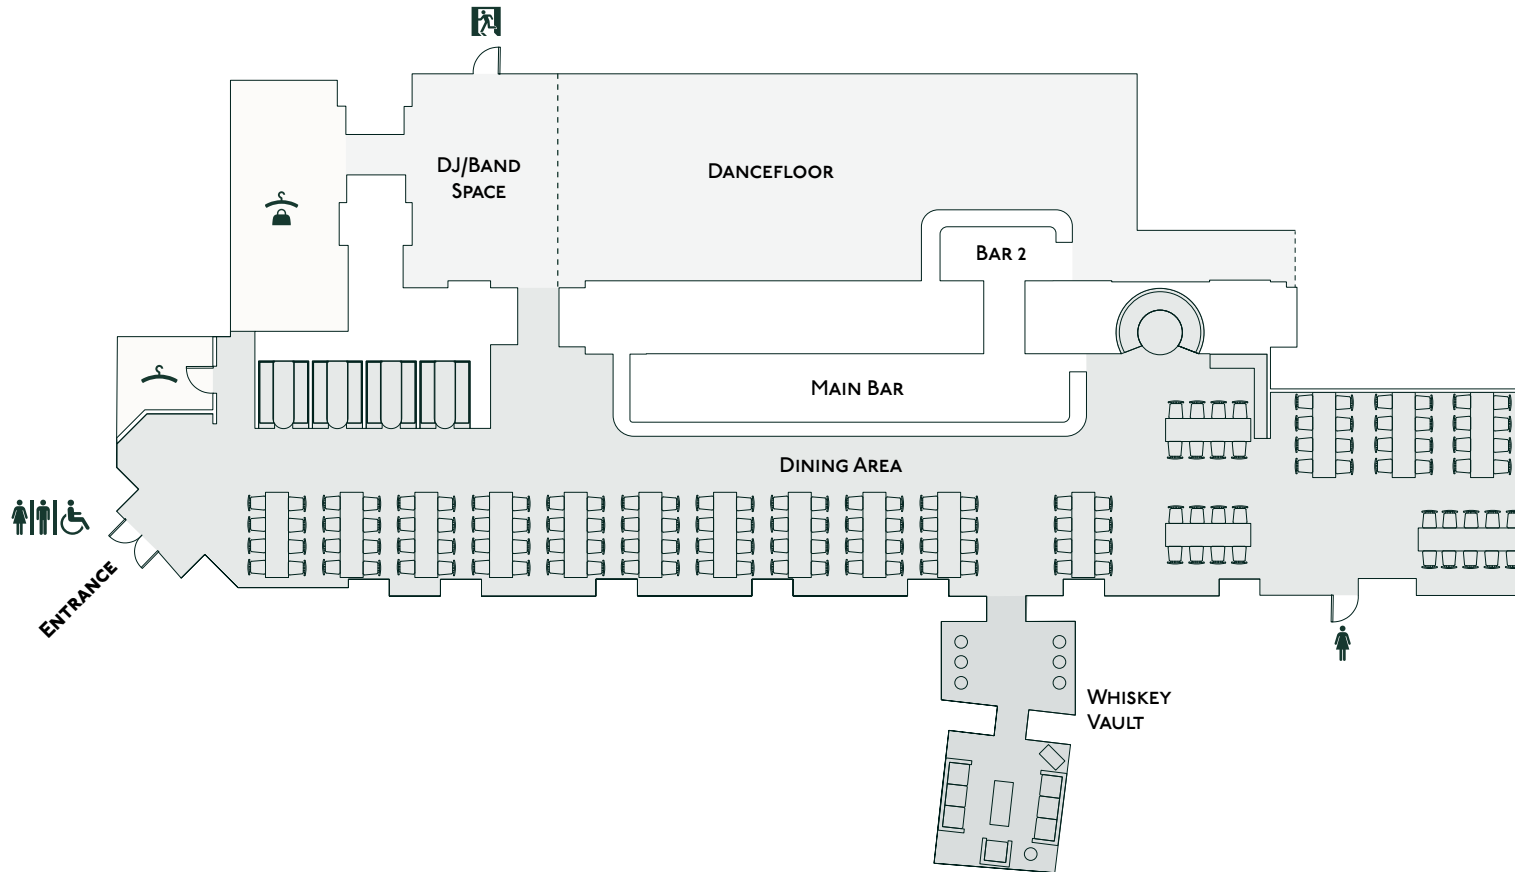 DJ/Band
Space
Dancefloor
Bar 2
Main Bar
Dining Area
Entrance
Whiskey
Vault